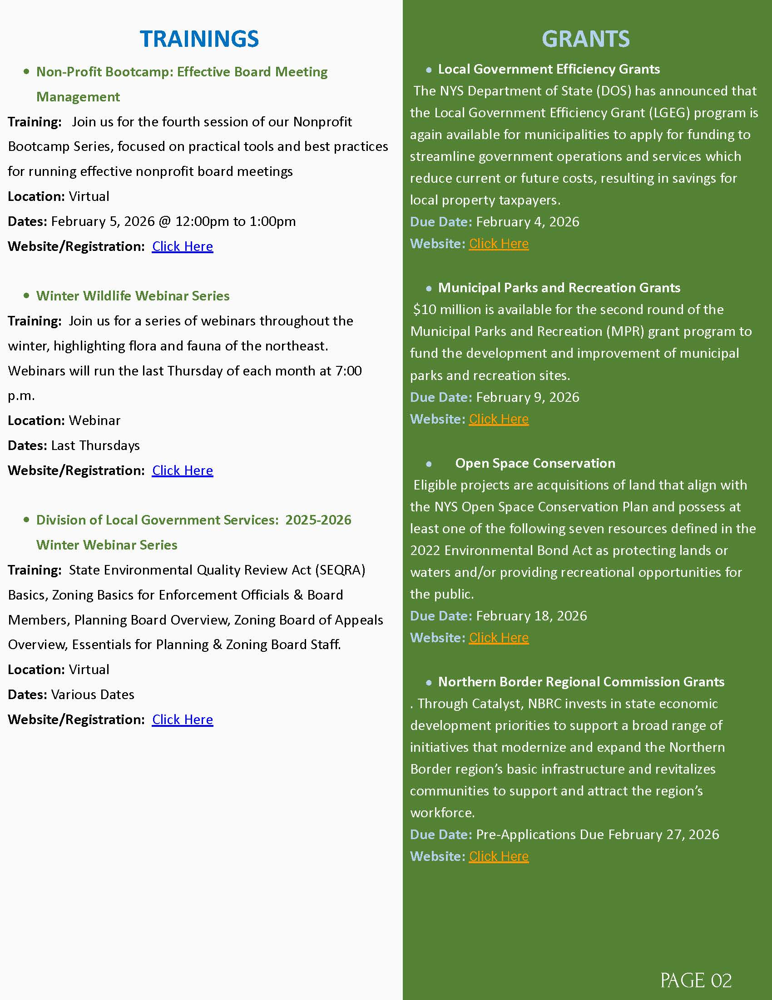 TRAININGS
• Non-Profit Bootcamp: Effective Board Meeting
Management
Training: Join us for the fourth session of our Nonprofit
Bootcamp Series, focused on practical tools and best practices
for running effective nonprofit board meetings
Location: Virtual
Dates: February 5, 2026 @ 12:00pm to 1:00pm
Website/Registration: Click Here
• Winter Wildlife Webinar Series
Training: Join us for a series of webinars throughout the
winter, highlighting flora and fauna of the northeast.
Webinars will run the last Thursday of each month at 7:00
p.m.
Location: Webinar
Dates: Last Thursdays
Website/Registration: Click Here
• Division of Local Government Services: 2025-2026
Winter Webinar Series
Training: State Environmental Quality Review Act (SEQRA)
Basics, Zoning Basics for Enforcement Officials & Board
Members, Planning Board Overview, Zoning Board of Appeals
Overview, Essentials for Planning & Zoning Board Staff.
Location: Virtual
Dates: Various Dates
Website/Registration: Click Here
GRANTS
• Local Government Efficiency Grants
The NYS Department of State (DOS) has announced that
the Local Government Efficiency Grant (LGEG) program is
again available for municipalities to apply for funding to
streamline government operations and services which
reduce current or future costs, resulting in savings for
local property taxpayers.
Due Date: February 4, 2026
Website: Click Here
• Municipal Parks and Recreation Grants
$10 million is available for the second round of the
Municipal Parks and Recreation (MPR) grant program to
fund the development and improvement of municipal
parks and recreation sites.
Due Date: February 9, 2026
Website: Click Here
• Open Space Conservation
Eligible projects are acquisitions of land that align with
the NYS Open Space Conservation Plan and possess at
least one of the following seven resources defined in the
2022 Environmental Bond Act as protecting lands or
waters and/or providing recreational opportunities for
the public.
Due Date: February 18, 2026
Website: Click Here
• Northern Border Regional Commission Grants
. Through Catalyst, NBRC invests in state economic
development priorities to support a broad range of
initiatives that modernize and expand the Northern
Border region’s basic infrastructure and revitalizes
communities to support and attract the region’s
workforce.
Due Date: Pre-Applications Due February 27, 2026
Website: Click Here
PAGE 02